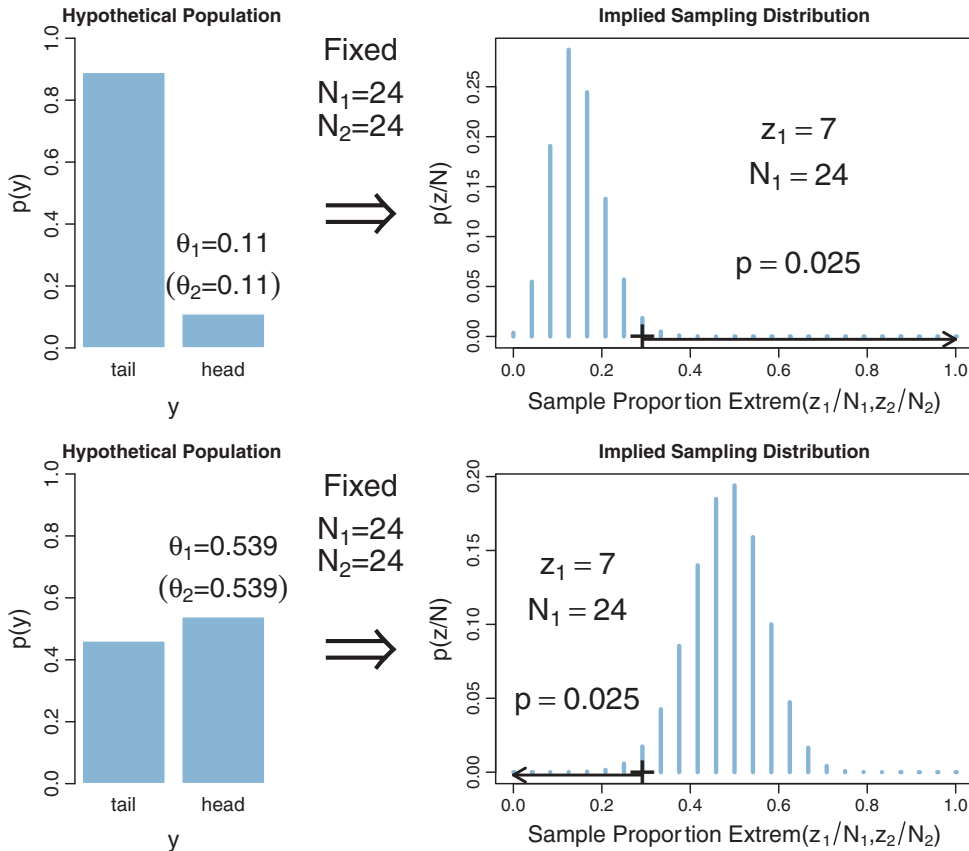 Hypothetical Population
p(y)
0.0 0.2 0.4 0.6 0.8 1.0
θ1=0.11
(θ2=0.11)
tail head
y
Fixed
N1=24
N2=24
Implied Sampling Distribution
p(z/N)
0.00 0.05 0.10 0.15 0.20 0.25
z1 = 7
N1 = 24
p = 0.025
0.0 0.2 0.4 0.6 0.8 1.0
Sample Proportion Extrem(z1/N1,z2/N2)
Hypothetical Population
p(y)
0.0 0.2 0.4 0.6 0.8 1.0
θ1=0.539
(θ2=0.539)
tail head
y
Fixed
N1=24
N2=24
Implied Sampling Distribution
p(z/N)
0.00 0.05 0.10 0.15 0.20
z1 = 7
N1 = 24
p = 0.025
0.0 0.2 0.4 0.6 0.8 1.0
Sample Proportion Extrem(z1/N1,z2/N2)